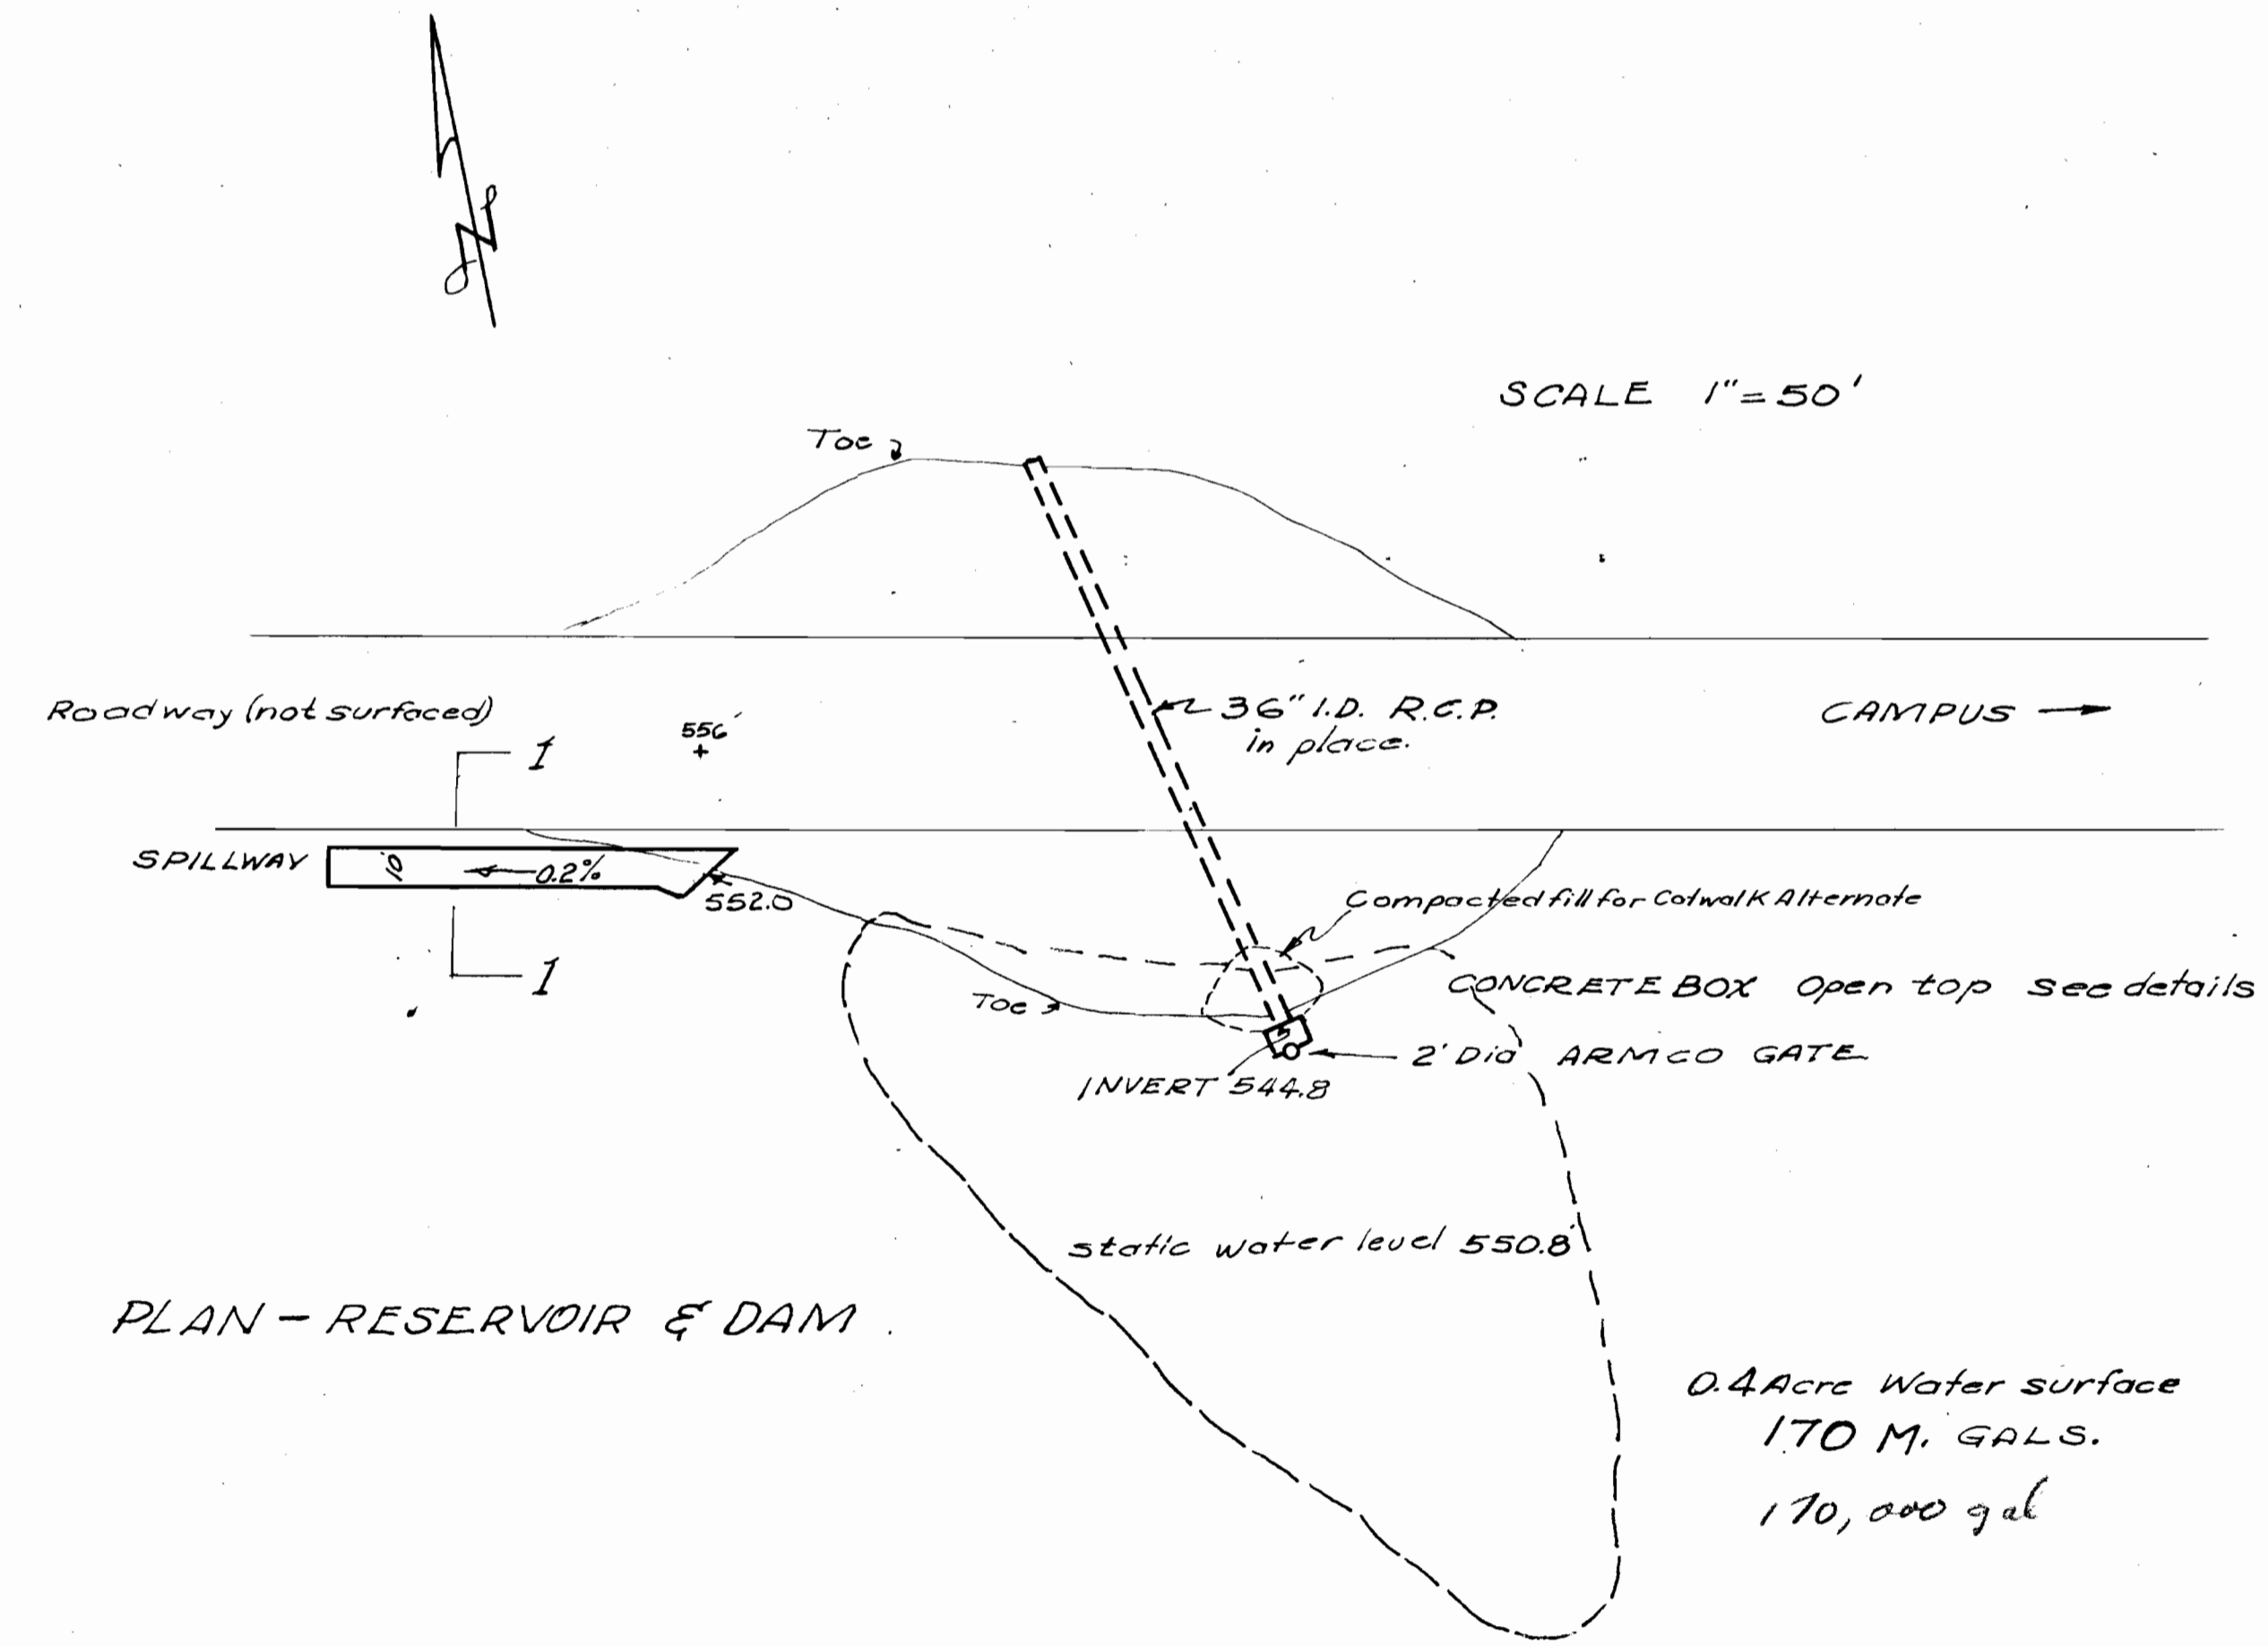 SCALE 1"=50'
Toe
Roadway (not surfaced)
36" I.D. R.C.P.
in place.
CAMPUS
556'
1
SPILLWAY
10'
0.2%
552.0
Compacted fill for Catwalk Alternate
1
Toe
CONCRETE BOX Open top see details
2' Dia ARMCO GATE
INVERT 544.8
static water level 550.8'
PLAN - RESERVOIR & DAM.
0.4 Acre Water surface
170 M. GALS.
170,000 gal